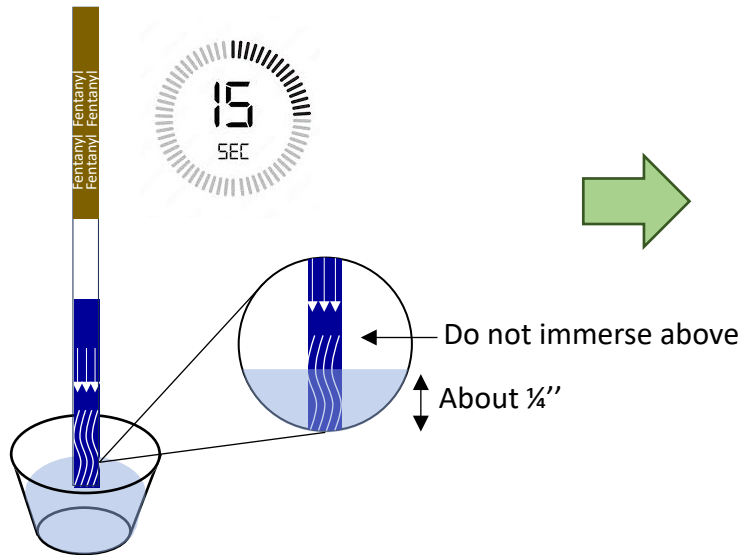 Fentanyl Fentanyl
Fentanyl Fentanyl
15
SEC
Do not immerse above
About ¼’’